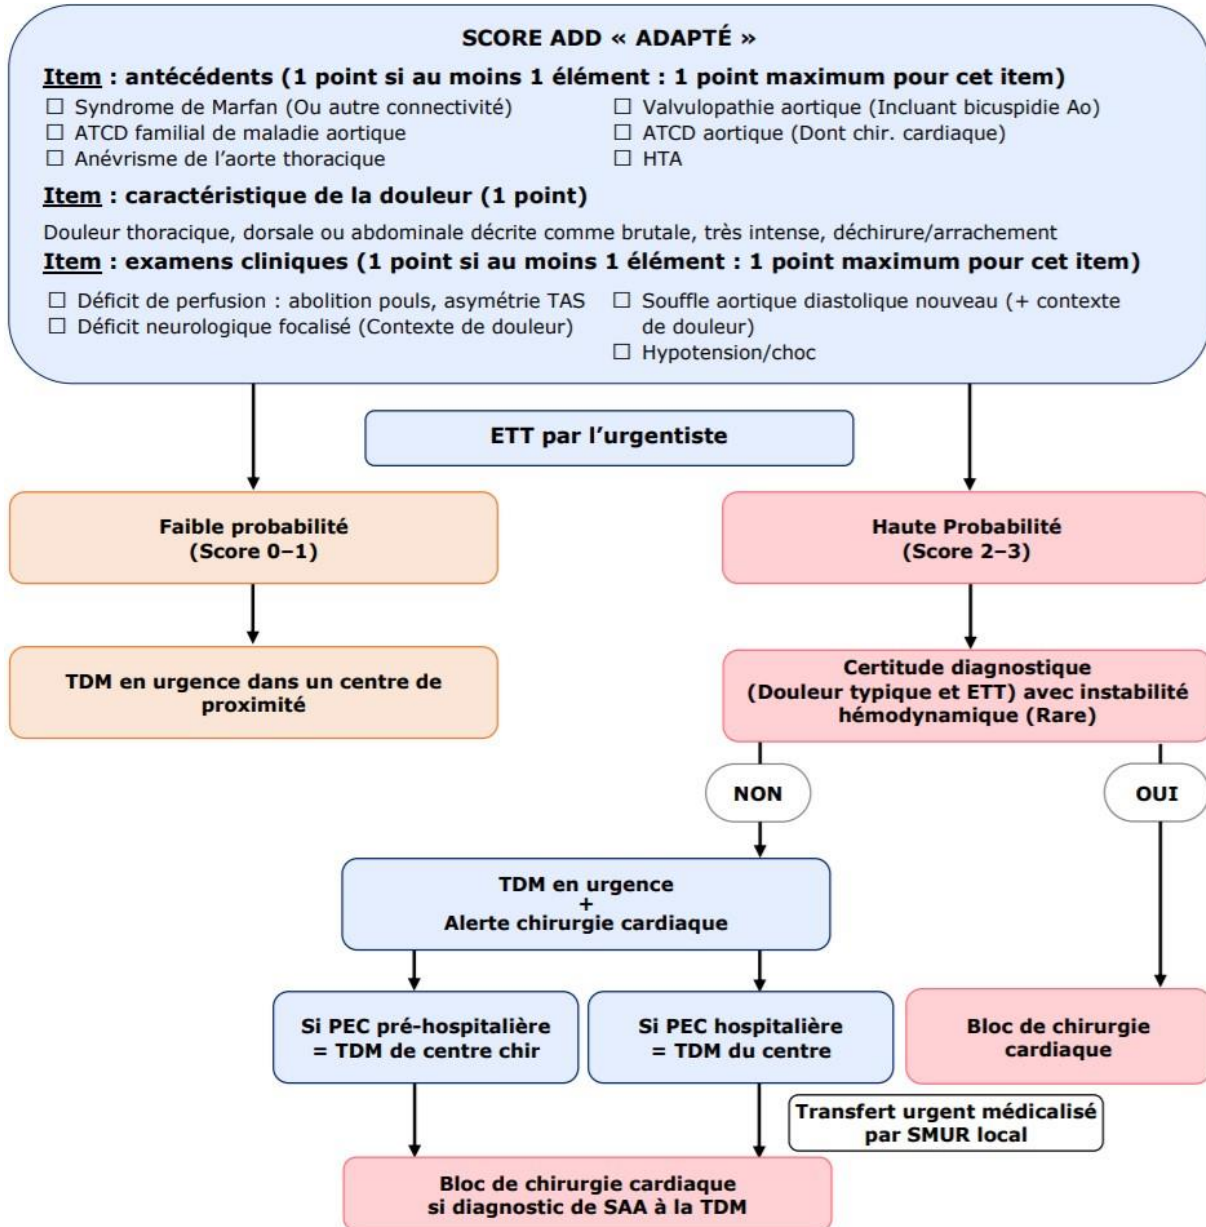 SCORE ADD « ADAPTÉ »
Item : antécédents (1 point si au moins 1 élément : 1 point maximum pour cet item)
☐ Syndrome de Marfan (Ou autre connectivité)
☐ ATCD familial de maladie aortique
☐ Anévrisme de l’aorte thoracique
☐ Valvulopathie aortique (Incluant bicuspidie Ao)
☐ ATCD aortique (Dont chir. cardiaque)
☐ HTA
Item : caractéristique de la douleur (1 point)
Douleur thoracique, dorsale ou abdominale décrite comme brutale, très intense, déchirure/arrachement
Item : examens cliniques (1 point si au moins 1 élément : 1 point maximum pour cet item)
☐ Déficit de perfusion : abolition pouls, asymétrie TAS
☐ Déficit neurologique focalisé (Contexte de douleur)
☐ Souffle aortique diastolique nouveau (+ contexte
de douleur)
☐ Hypotension/choc
ETT par l’urgentiste
Faible probabilité
(Score 0–1)
Haute Probabilité
(Score 2–3)
TDM en urgence dans un centre de
proximité
Certitude diagnostique
(Douleur typique et ETT) avec instabilité
hémodynamique (Rare)
NON
OUI
TDM en urgence
+
Alerte chirurgie cardiaque
Si PEC pré-hospitalière
= TDM de centre chir
Si PEC hospitalière
= TDM du centre
Bloc de chirurgie
cardiaque
Transfert urgent médicalisé
par SMUR local
Bloc de chirurgie cardiaque
si diagnostic de SAA à la TDM